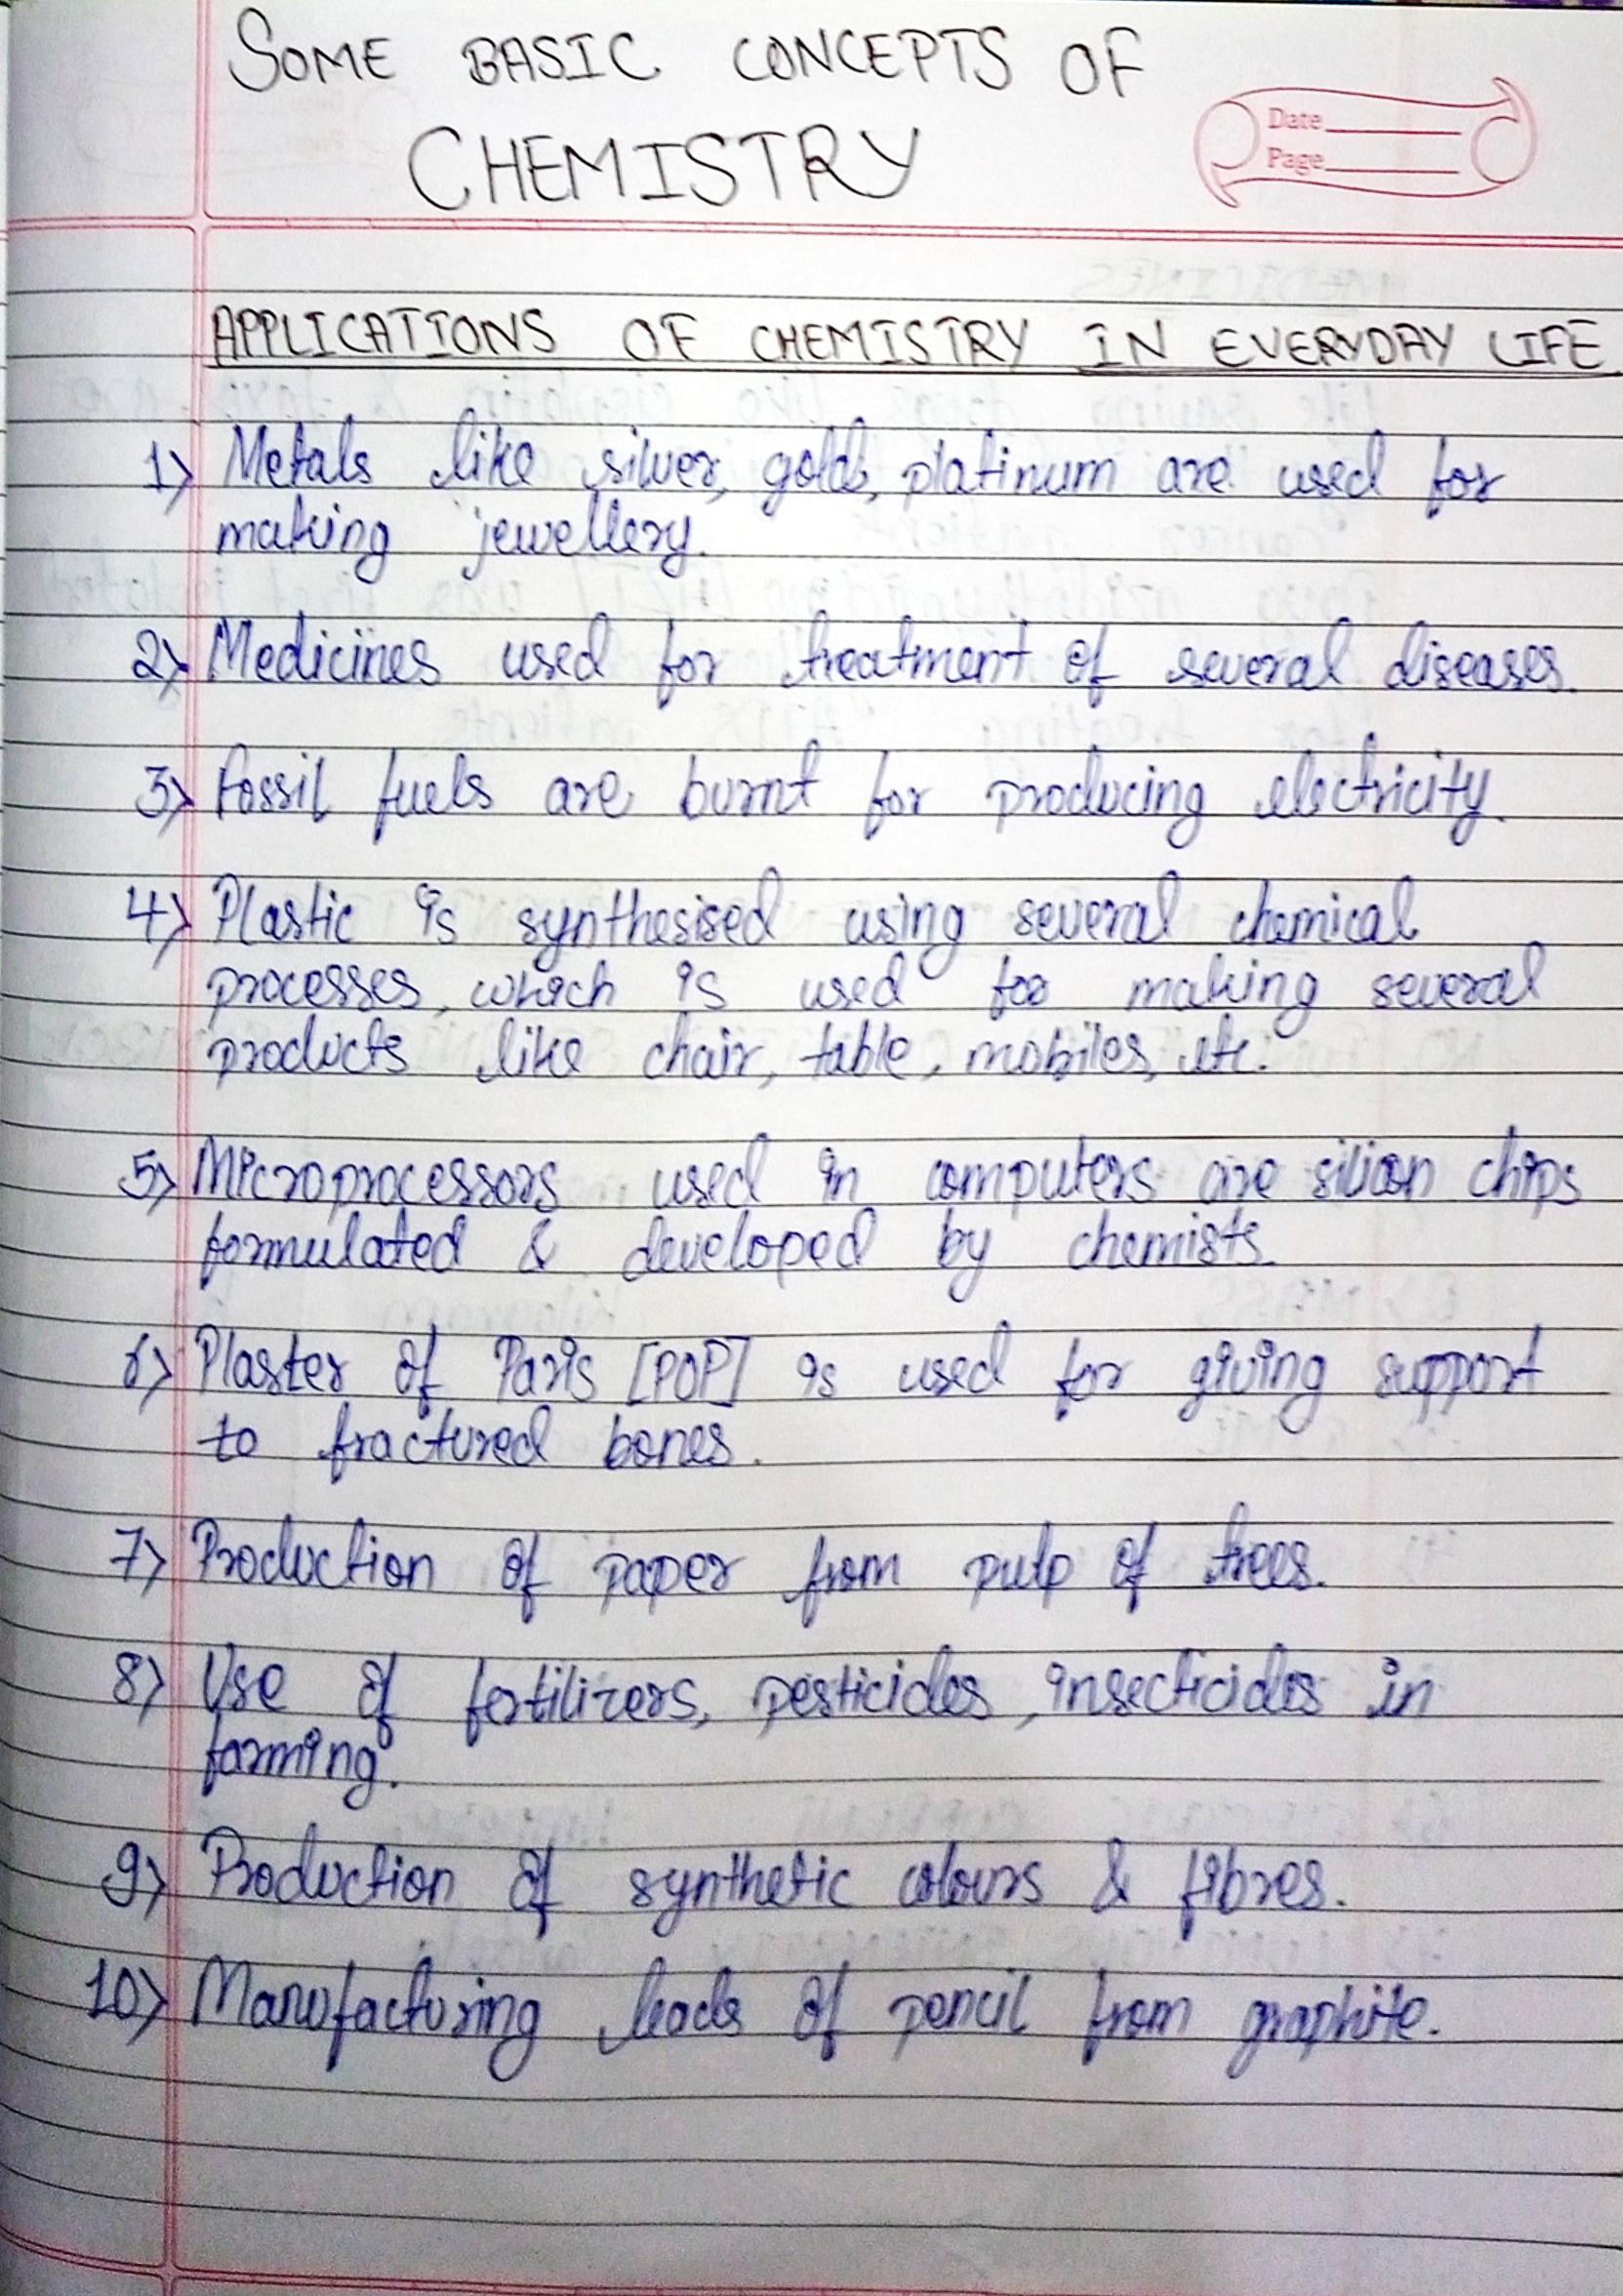 SOME BASIC CONCEPTS OF
CHEMISTRY
Date
Page
APPLICATIONS OF CHEMISTRY IN EVERYDAY LIFE
1) Metals like silver, gold, platinum are used for
making jewellery.
2) Medicines used for treatment of several diseases.
3) Fossil fuels are burnt for producing electricity.
4) Plastic is synthesised using several chemical
processes, which is used for making several
products like chair, table, mobiles, etc.
5) Microprocessors used in computers are silicon chips
formulated & developed by chemists.
6) Plaster of Paris [POP] is used for giving support
to fractured bones.
7) Production of paper from pulp of trees.
8) Use of fertilizers, pesticides, insecticides in
farming.
9) Production of synthetic colours & fibres.
10) Manufacturing leads of pencil from graphite.